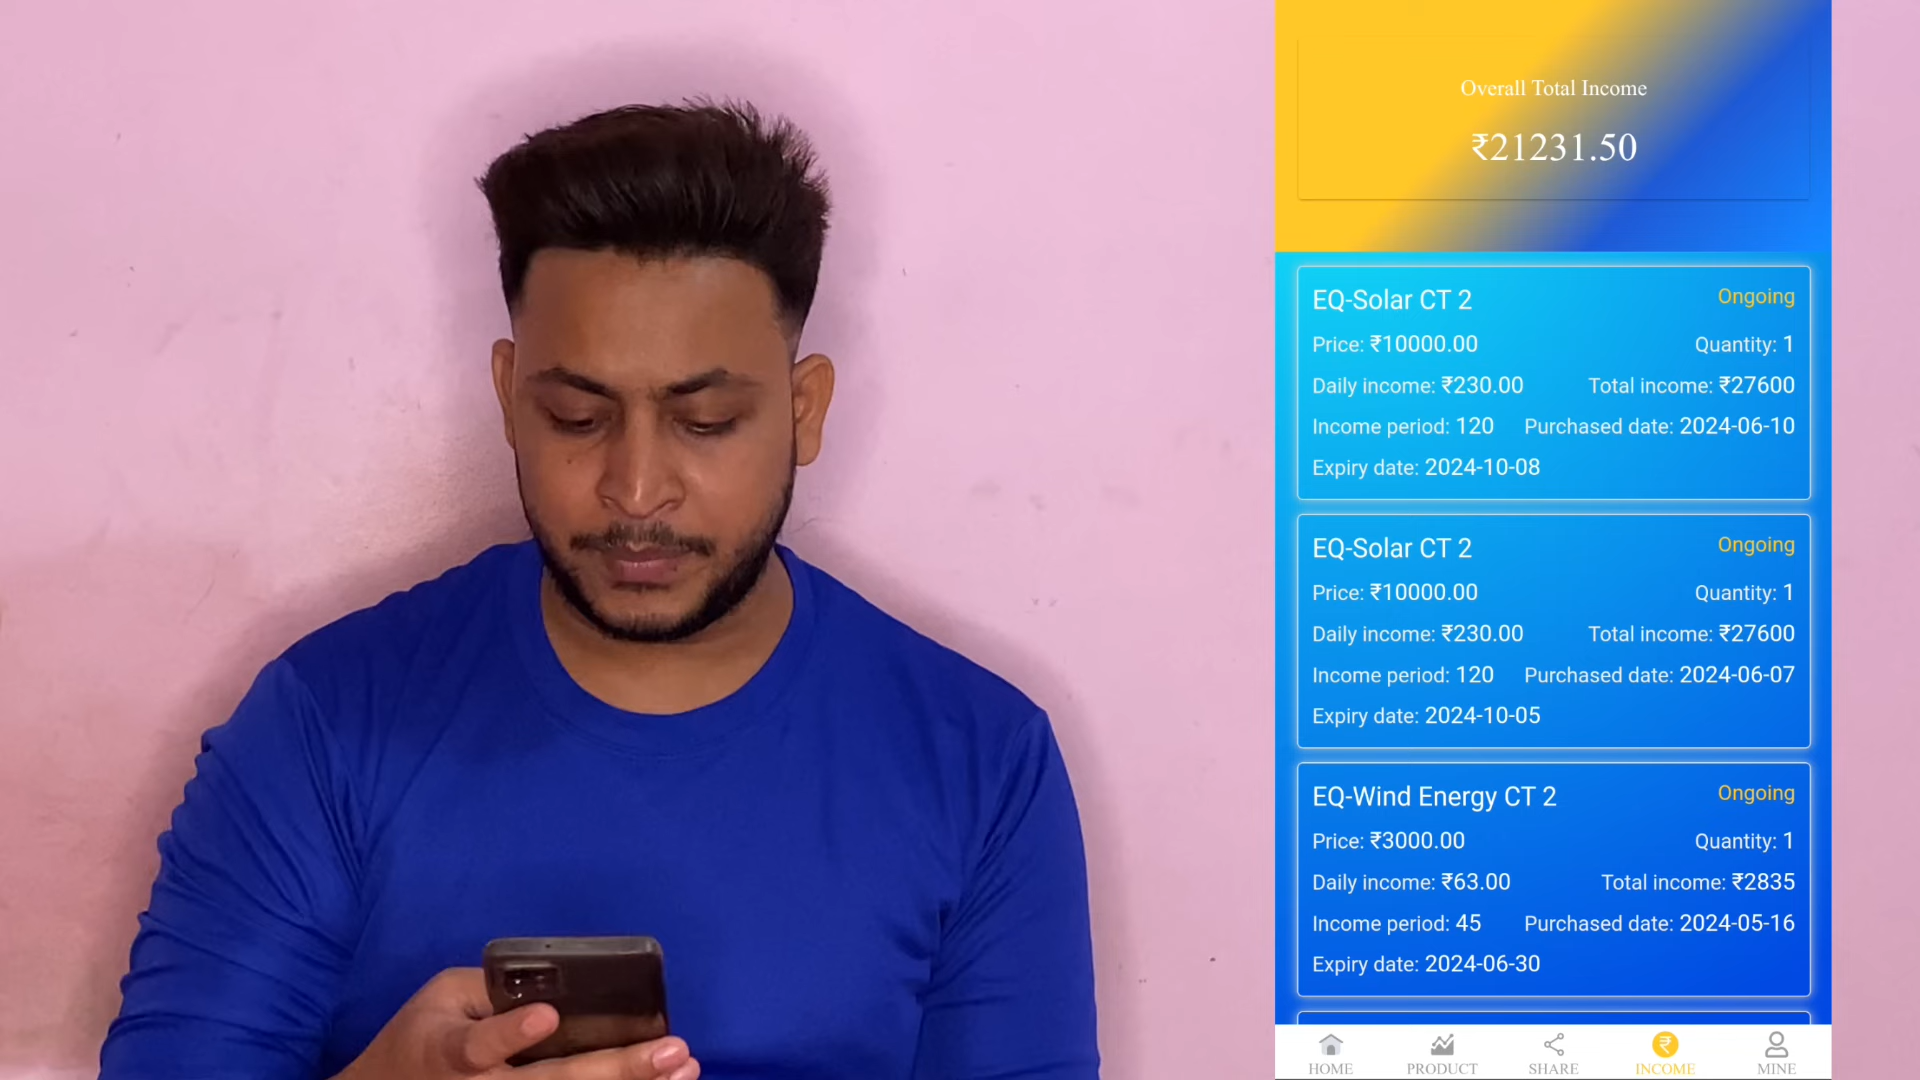 Overall Total Income
₹21231.50
EQ-Solar CT 2 Ongoing
Price: ₹10000.00 Quantity: 1
Daily income: ₹230.00 Total income: ₹27600
Income period: 120 Purchased date: 2024-06-10
Expiry date: 2024-10-08
EQ-Solar CT 2 Ongoing
Price: ₹10000.00 Quantity: 1
Daily income: ₹230.00 Total income: ₹27600
Income period: 120 Purchased date: 2024-06-07
Expiry date: 2024-10-05
EQ-Wind Energy CT 2 Ongoing
Price: ₹3000.00 Quantity: 1
Daily income: ₹63.00 Total income: ₹2835
Income period: 45 Purchased date: 2024-05-16
Expiry date: 2024-06-30
HOME PRODUCT SHARE INCOME MINE